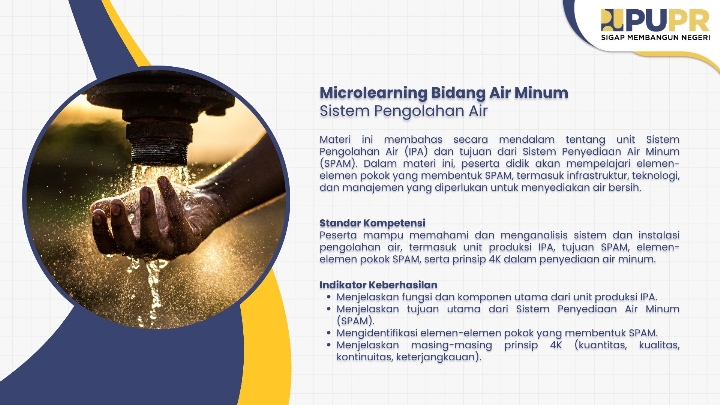 PUPR
SIGAP MEMBANGUN NEGERI
Microlearning Bidang Air Minum
Sistem Pengolahan Air
Materi ini membahas secara mendalam tentang unit Sistem
Pengolahan Air (IPA) dan tujuan dari Sistem Penyediaan Air Minum
(SPAM). Dalam materi ini, peserta didik akan mempelajari elemen-
elemen pokok yang membentuk SPAM, termasuk infrastruktur, teknologi,
dan manajemen yang diperlukan untuk menyediakan air bersih.
Standar Kompetensi
Peserta mampu memahami dan menganalisis sistem dan instalasi
pengolahan air, termasuk unit produksi IPA, tujuan SPAM, elemen-
elemen pokok SPAM, serta prinsip 4K dalam penyediaan air minum.
Indikator Keberhasilan
• Menjelaskan fungsi dan komponen utama dari unit produksi IPA.
• Menjelaskan tujuan utama dari Sistem Penyediaan Air Minum
(SPAM).
• Mengidentifikasi elemen-elemen pokok yang membentuk SPAM.
• Menjelaskan masing-masing prinsip 4K (kuantitas, kualitas,
kontinuitas, keterjangkauan).